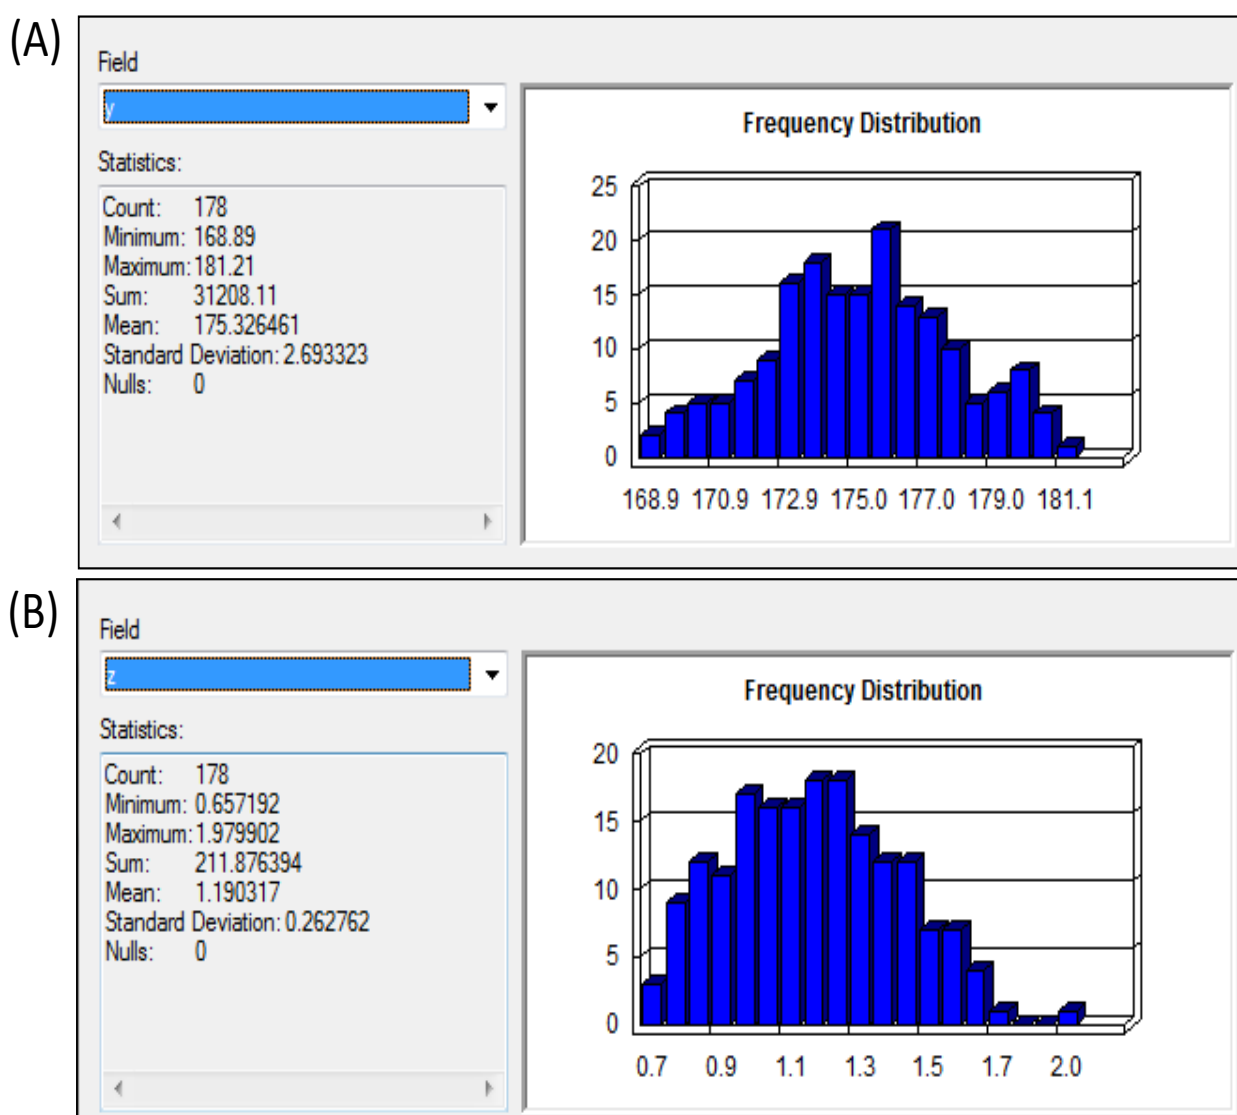 (A)
Field
y
Statistics:
Count: 178
Minimum: 168.89
Maximum: 181.21
Sum: 31208.11
Mean: 175.326461
Standard Deviation: 2.693323
Nulls: 0
Frequency Distribution
25
20
15
10
5
0
168.9 170.9 172.9 175.0 177.0 179.0 181.1
(B)
Field
z
Statistics:
Count: 178
Minimum: 0.657192
Maximum: 1.979902
Sum: 211.876394
Mean: 1.190317
Standard Deviation: 0.262762
Nulls: 0
Frequency Distribution
20
15
10
5
0
0.7 0.9 1.1 1.3 1.5 1.7 2.0